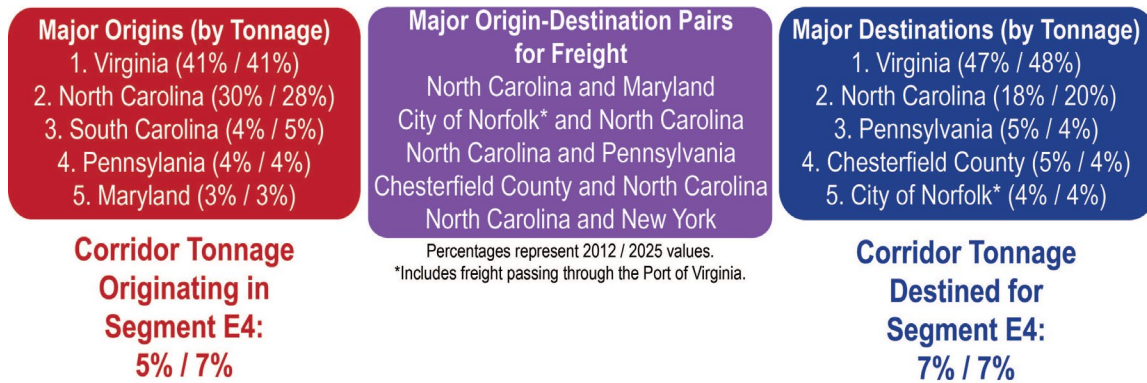 Major Origins (by Tonnage)
1. Virginia (41% / 41%)
2. North Carolina (30% / 28%)
3. South Carolina (4% / 5%)
4. Pennsylania (4% / 4%)
5. Maryland (3% / 3%)
Corridor Tonnage
Originating in
Segment E4:
5% / 7%
Major Origin-Destination Pairs
for Freight
North Carolina and Maryland
City of Norfolk* and North Carolina
North Carolina and Pennsylvania
Chesterfield County and North Carolina
North Carolina and New York
Percentages represent 2012 / 2025 values.
*Includes freight passing through the Port of Virginia.
Major Destinations (by Tonnage)
1. Virginia (47% / 48%)
2. North Carolina (18% / 20%)
3. Pennsylvania (5% / 4%)
4. Chesterfield County (5% / 4%)
5. City of Norfolk* (4% / 4%)
Corridor Tonnage
Destined for
Segment E4:
7% / 7%